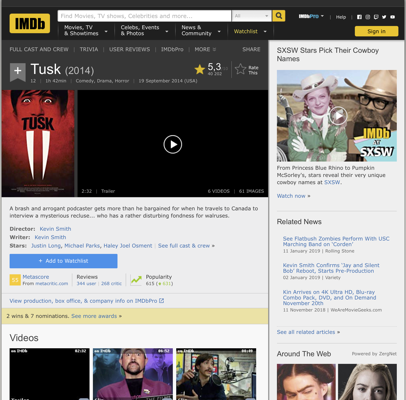 IMDb
Find Movies, TV shows, Celebrities and more...
All
IMDbPro
Help
Movies, TV
& Showtimes
Celebs, Events
& Photos
News &
Community
Watchlist
Sign in
FULL CAST AND CREW | TRIVIA | USER REVIEWS | IMDbPro | MORE
SHARE
Tusk (2014)
5,3
Rate
This
12 | 1h 42min | Comedy, Drama, Horror | 19 September 2014 (USA)
TUSK
2:32 | Trailer
6 VIDEOS | 61 IMAGES
A brash and arrogant podcaster gets more than he bargained for when he travels to Canada to
interview a mysterious recluse... who has a rather disturbing fondness for walruses.
Director: Kevin Smith
Writer: Kevin Smith
Stars: Justin Long, Michael Parks, Haley Joel Osment | See full cast & crew »
+ Add to Watchlist
Metascore
From metacritic.com
Reviews
344 user | 268 critic
Popularity
615
View production, box office, & company info on IMDbPro
2 wins & 7 nominations. See more awards »
Videos
SXSW Stars Pick Their Cowboy
Names
IMDb
AT
SXSW
From Princess Blue Rhino to Pumpkin
McSorley's, stars reveal their very unique
cowboy names at SXSW.
Watch now »
Related News
See Flatbush Zombies Perform With USC
Marching Band on 'Corden'
11 January 2019 | Rolling Stone
Kevin Smith Confirms 'Jay and Silent
Bob' Reboot, Starts Pre-Production
02 January 2019 | Variety
Kin Arrives on 4K Ultra HD, Blu-ray
Combo Pack, DVD, and On Demand
November 20th
11 November 2018 | WeAreMovieGeeks.com
See all related articles »
Around The Web
Powered by ZergNet